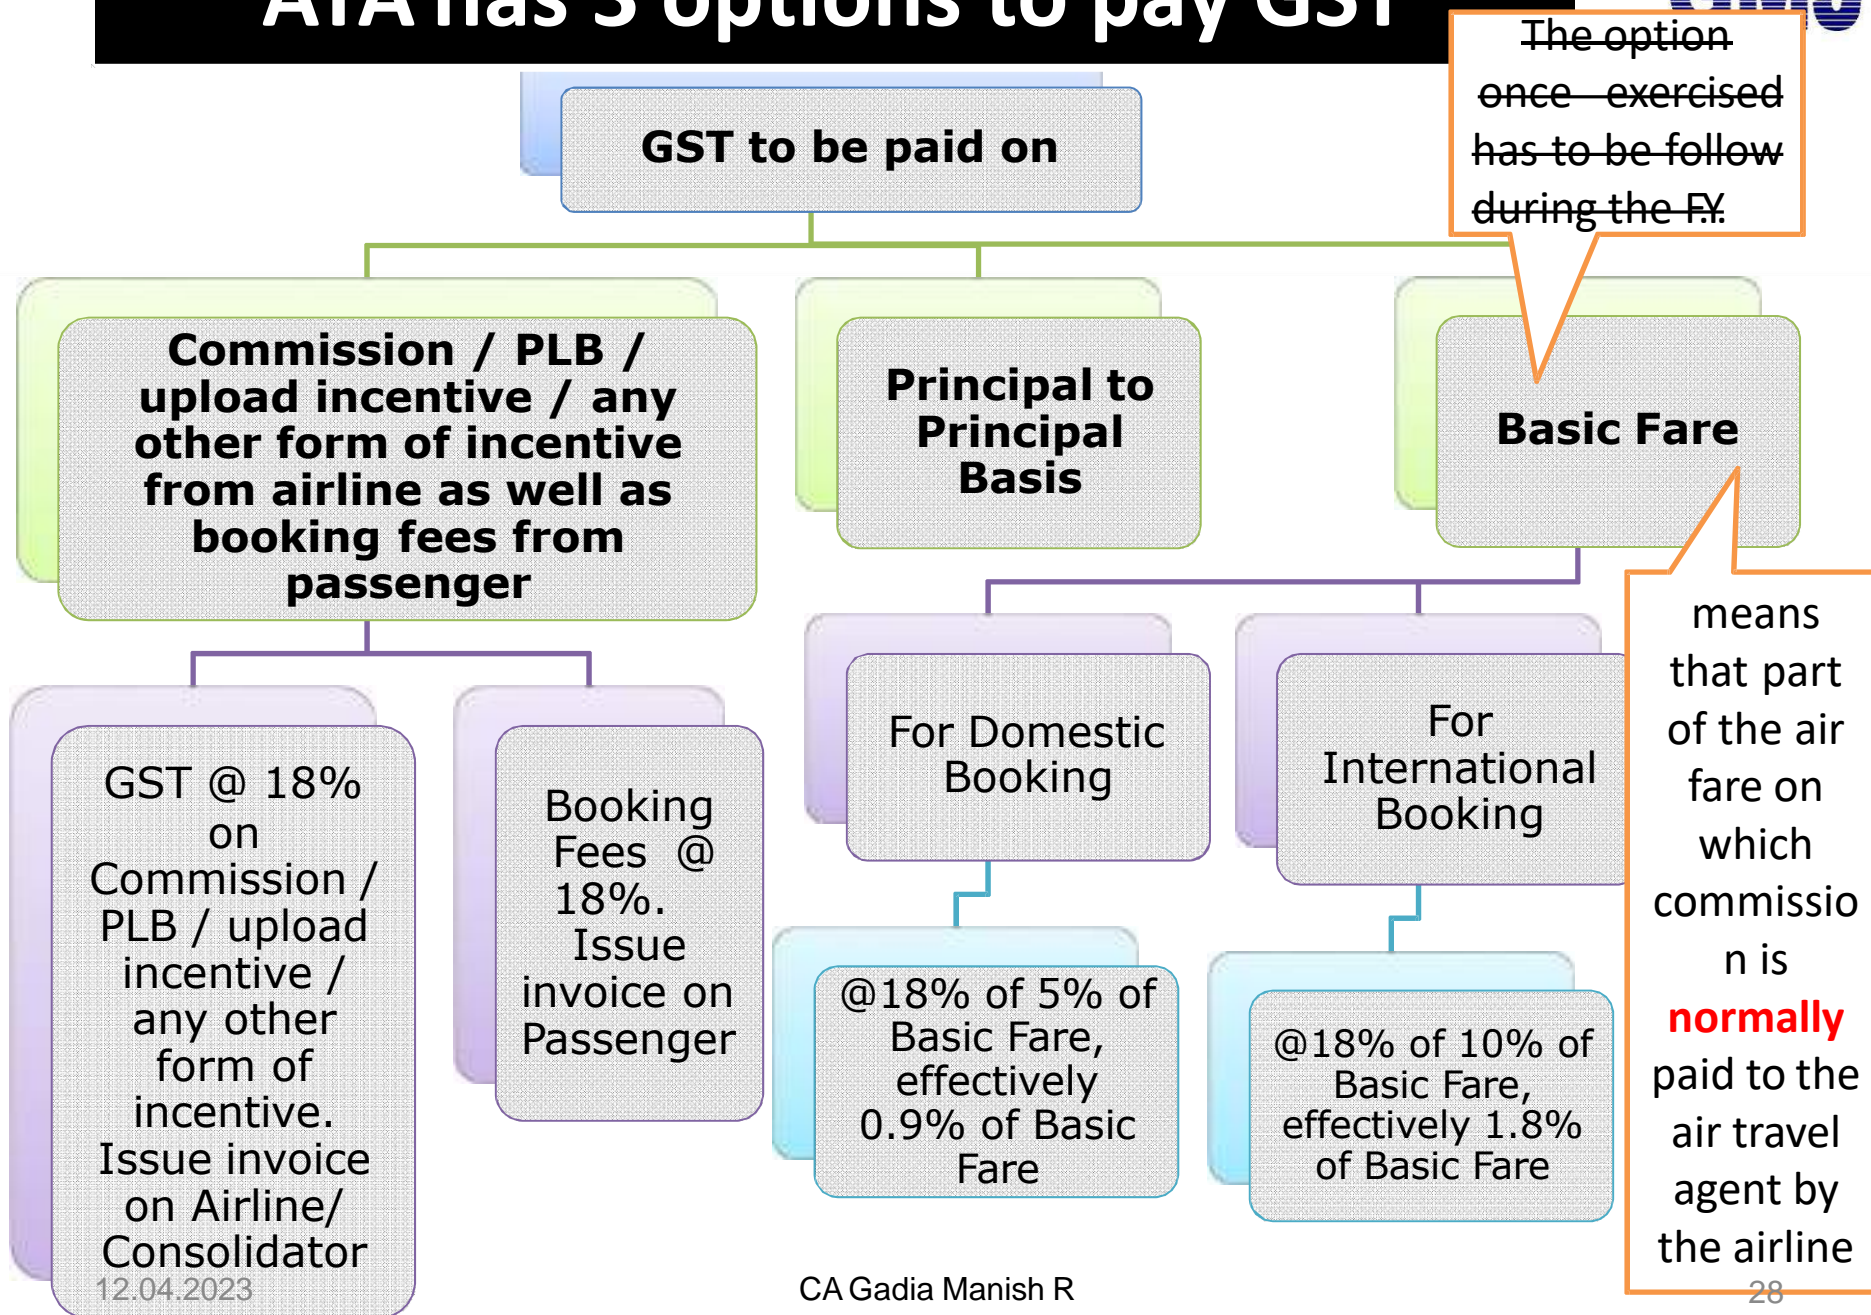 ATA has 3 options to pay GST
The option
once exercised
has to be follow
during the F.Y.
GST to be paid on
Commission / PLB /
upload incentive / any
other form of incentive
from airline as well as
booking fees from
passenger
Principal to
Principal
Basis
Basic Fare
GST @ 18%
on
Commission /
PLB / upload
incentive /
any other
form of
incentive.
Issue invoice
on Airline/
Consolidator
Booking
Fees @
18%.
Issue
invoice on
Passenger
For Domestic
Booking
For
International
Booking
@18% of 5% of
Basic Fare,
effectively
0.9% of Basic
Fare
@18% of 10% of
Basic Fare,
effectively 1.8%
of Basic Fare
means
that part
of the air
fare on
which
commissio
n is
normally
paid to the
air travel
agent by
the airline
12.04.2023
CA Gadia Manish R
28